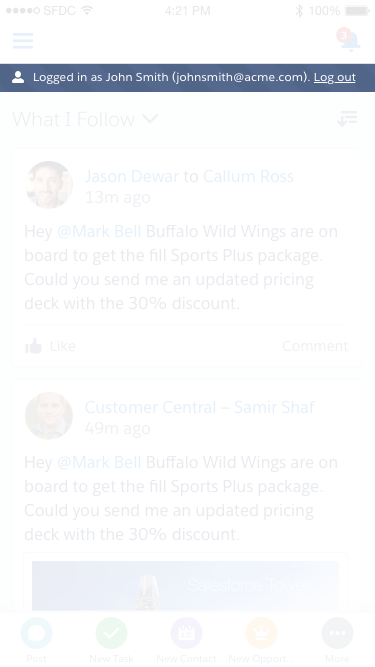 SFDC 4:21 PM 100%
3
Logged in as John Smith (johnsmith@acme.com). Log out
What I Follow
Jason Dewar to Callum Ross
13m ago
Hey @Mark Bell Buffalo Wild Wings are on
board to get the fill Sports Plus package.
Could you send me an updated pricing
deck with the 30% discount.
Like Comment
Customer Central – Samir Shaf
49m ago
Hey @Mark Bell Buffalo Wild Wings are on
board to get the fill Sports Plus package.
Could you send me an updated pricing
deck with the 30% discount.
Post New Task New Contact New Opport... More